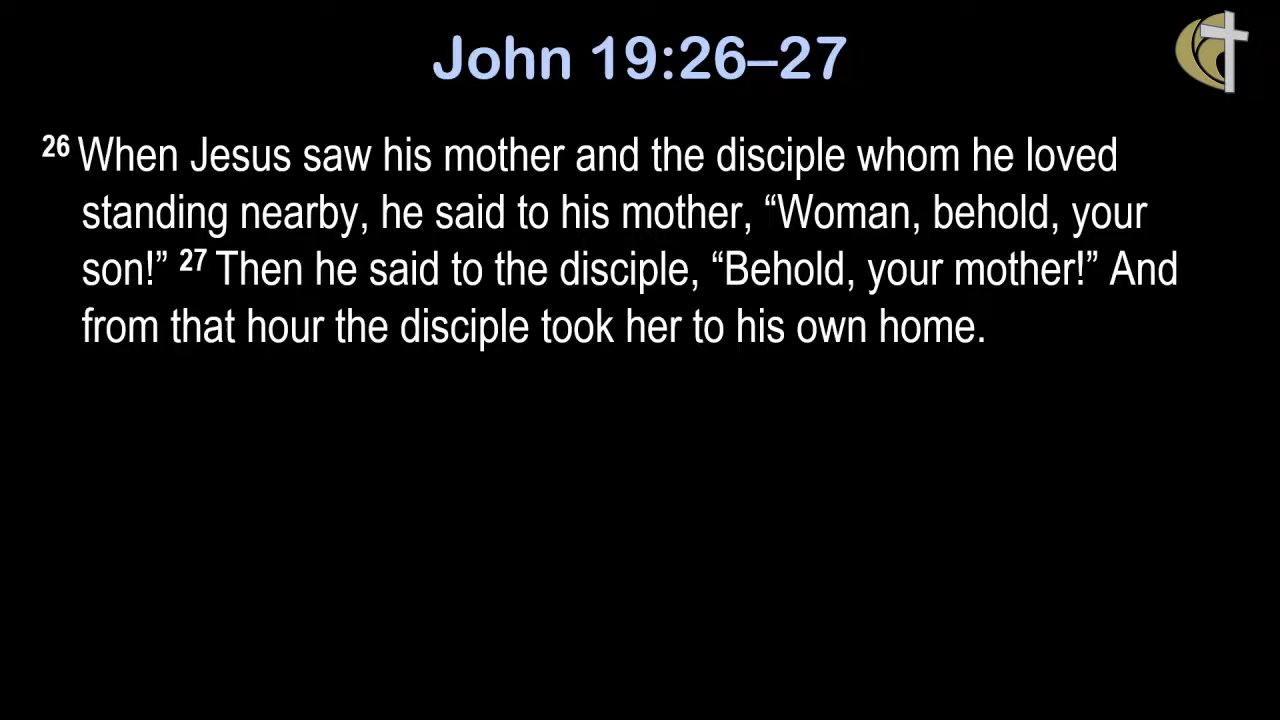 John 19:26–27
26 When Jesus saw his mother and the disciple whom he loved
standing nearby, he said to his mother, “Woman, behold, your
son!” 27 Then he said to the disciple, “Behold, your mother!” And
from that hour the disciple took her to his own home.